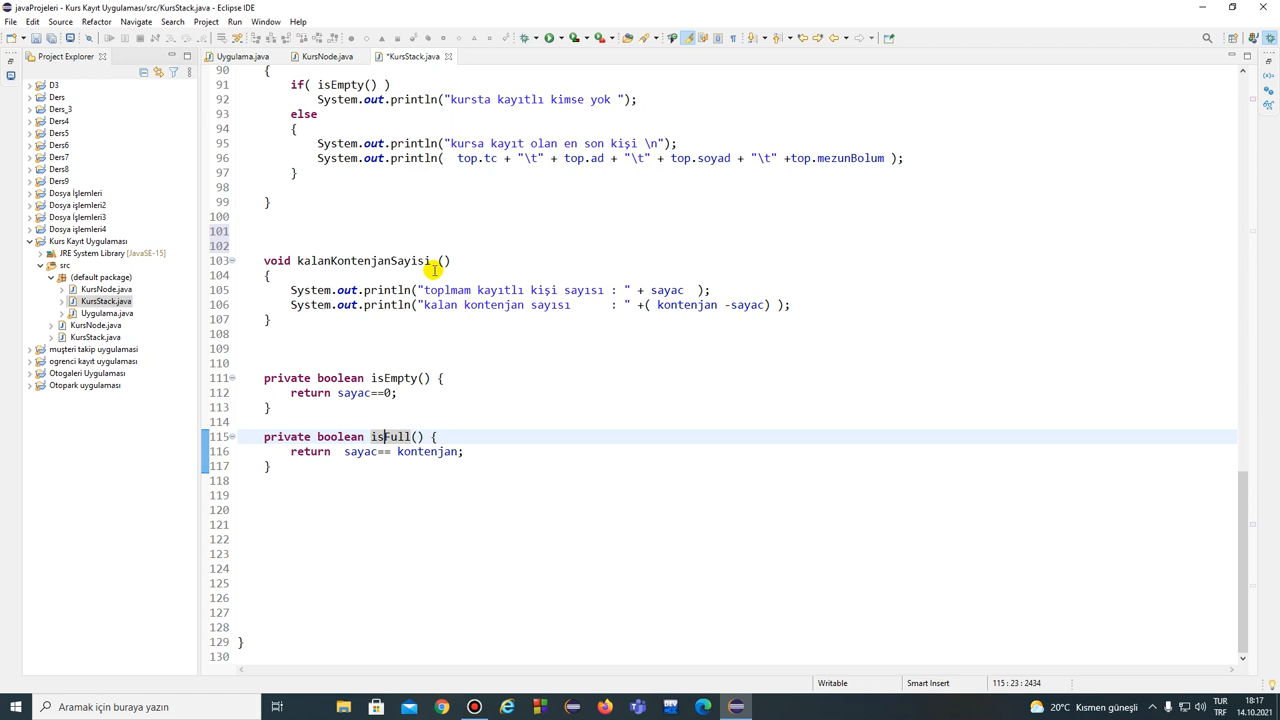 javaProjeleri - Kurs Kayıt Uygulaması/src/KursStack.java - Eclipse IDE
File Edit Source Refactor Navigate Search Project Run Window Help
Project Explorer
Uygulama.java KursNode.java *KursStack.java
D3
Ders
Ders_3
Ders4
Ders5
Ders6
Ders7
Ders8
Ders9
Dosya İşlemleri
Dosya İşlemleri2
Dosya İşlemleri3
Dosya işlemleri4
Kurs Kayıt Uygulaması
JRE System Library [JavaSE-15]
src
(default package)
KursNode.java
KursStack.java
Uygulama.java
KursNode.java
KursStack.java
muşteri takip uygulamasi
ogrenci kayıt uygulaması
Otogaleri Uygulaması
Otopark uygulaması
90 {
91 if( isEmpty() )
92 System.out.println("kursta kayıtlı kimse yok ");
93 else
94 {
95 System.out.println("kursa kayıt olan en son kişi \n");
96 System.out.println( top.tc + "\t" + top.ad + "\t" + top.soyad + "\t" +top.mezunBolum );
97 }
98
99 }
100
101
102
103 void kalanKontenjanSayisi ()
104 {
105 System.out.println("toplmam kayıtlı kişi sayısı : " + sayac );
106 System.out.println("kalan kontenjan sayısı : " +( kontenjan -sayac) );
107 }
108
109
110
111 private boolean isEmpty() {
112 return sayac==0;
113 }
114
115 private boolean isFull() {
116 return sayac== kontenjan;
117 }
118
119
120
121
122
123
124
125
126
127
128
129 }
130
Writable Smart Insert 115 : 23 : 2434
Aramak için buraya yazın
20°C Kısmen güneşli
TUR
TRF
18:17
14.10.2021